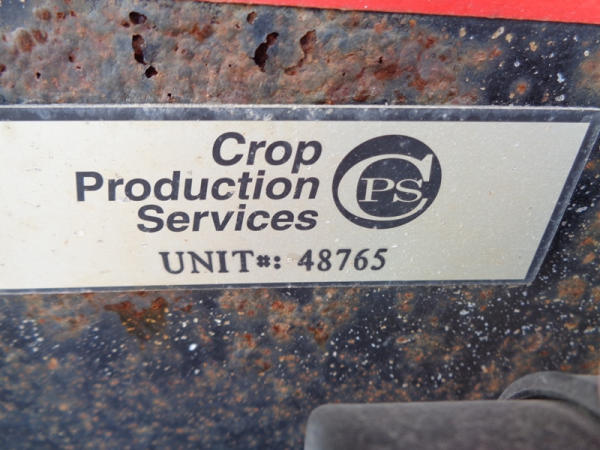 Crop
Production
Services
CPS
UNIT#: 48765